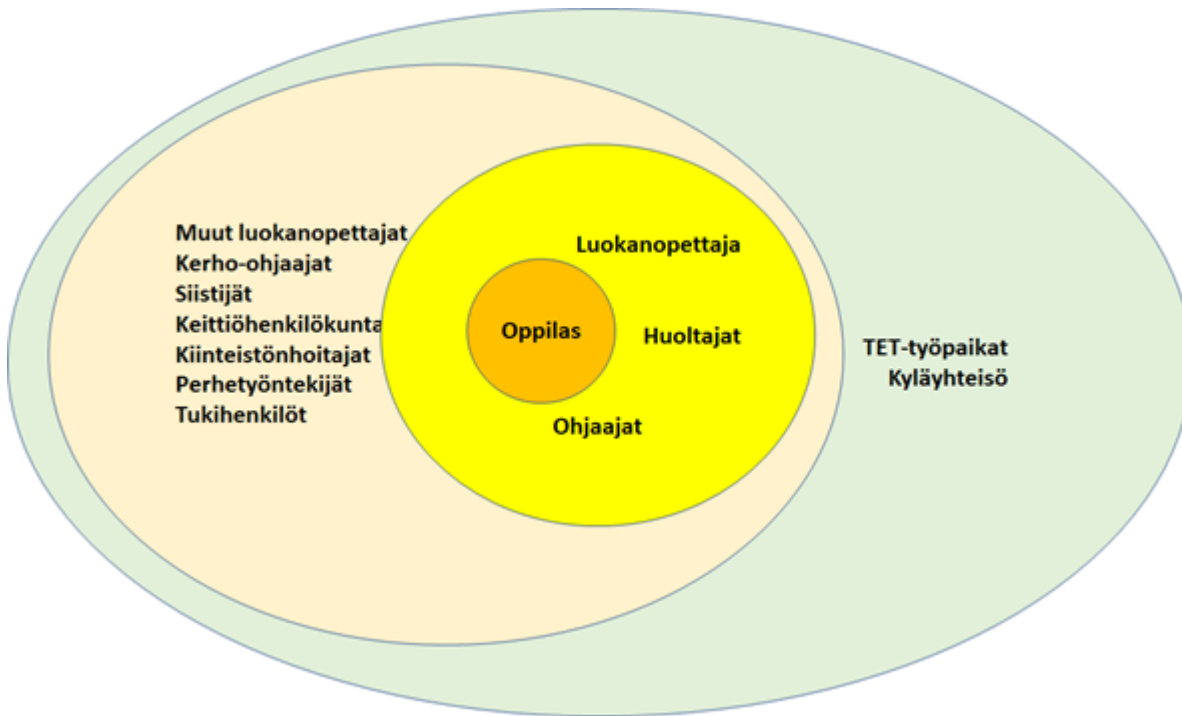 Muut luokanopettajat
Kerho-ohjaajat
Siistijät
Keittiöhenkilökunta
Kiinteistönhoitajat
Perhetyöntekijät
Tukihenkilöt
Luokanopettaja
Oppilas
Huoltajat
Ohjaajat
TET-työpaikat
Kyläyhteisö